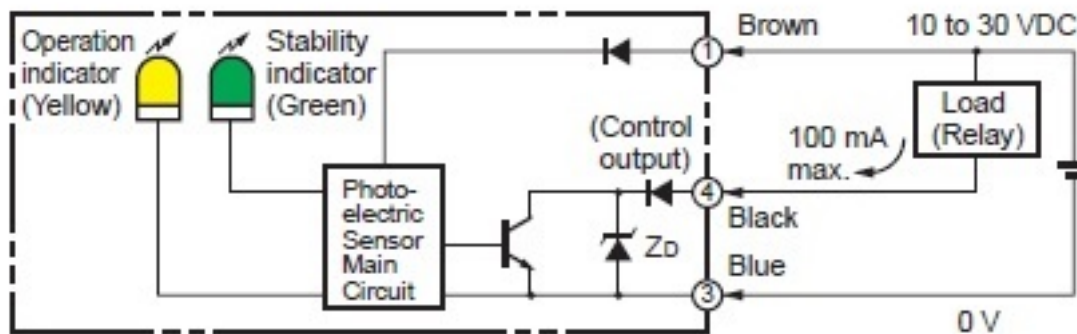 Operation
indicator
(Yellow)
Stability
indicator
(Green)
Brown
10 to 30 VDC
1
Load
(Relay)
(Control
output)
100 mA
max.
4
Black
Photo-
electric
Sensor
Main
Circuit
ZD
Blue
3
0 V